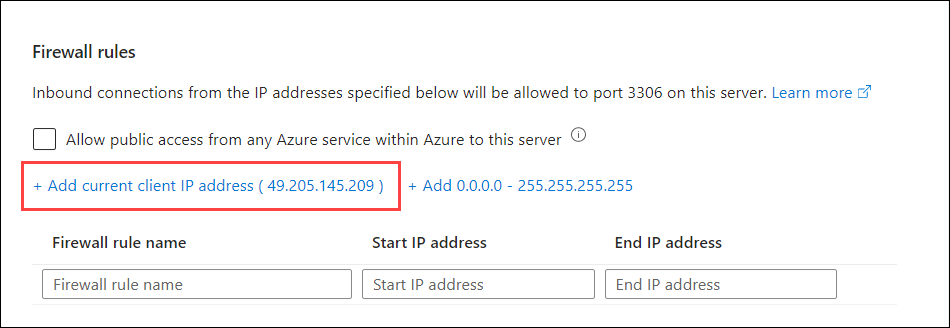 Firewall rules
Inbound connections from the IP addresses specified below will be allowed to port 3306 on this server. Learn more
Allow public access from any Azure service within Azure to this server
+ Add current client IP address ( 49.205.145.209 ) + Add 0.0.0.0 - 255.255.255.255
Firewall rule name Start IP address End IP address
Firewall rule name Start IP address End IP address